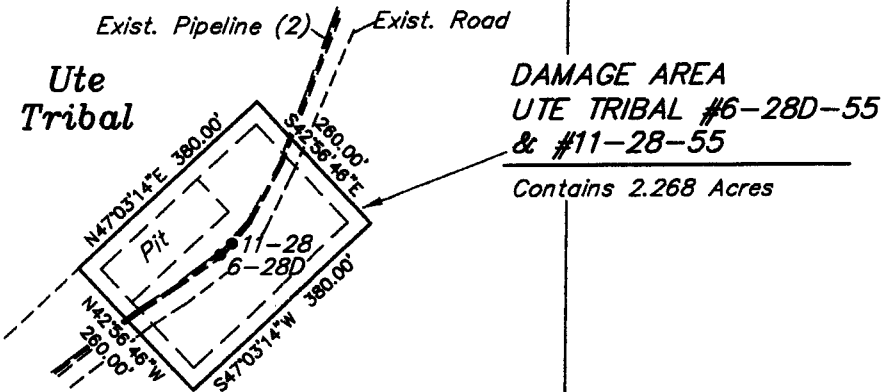 Exist. Pipeline (2)
Exist. Road
Ute
Tribal
DAMAGE AREA
UTE TRIBAL #6-28D-55
& #11-28-55
Contains 2.268 Acres
N47°03'14"E 380.00'
260.00'
S42°56'46"E
Pit
11-28
6-28D
N42°56'46"W
260.00'
S47°03'14"W 380.00'